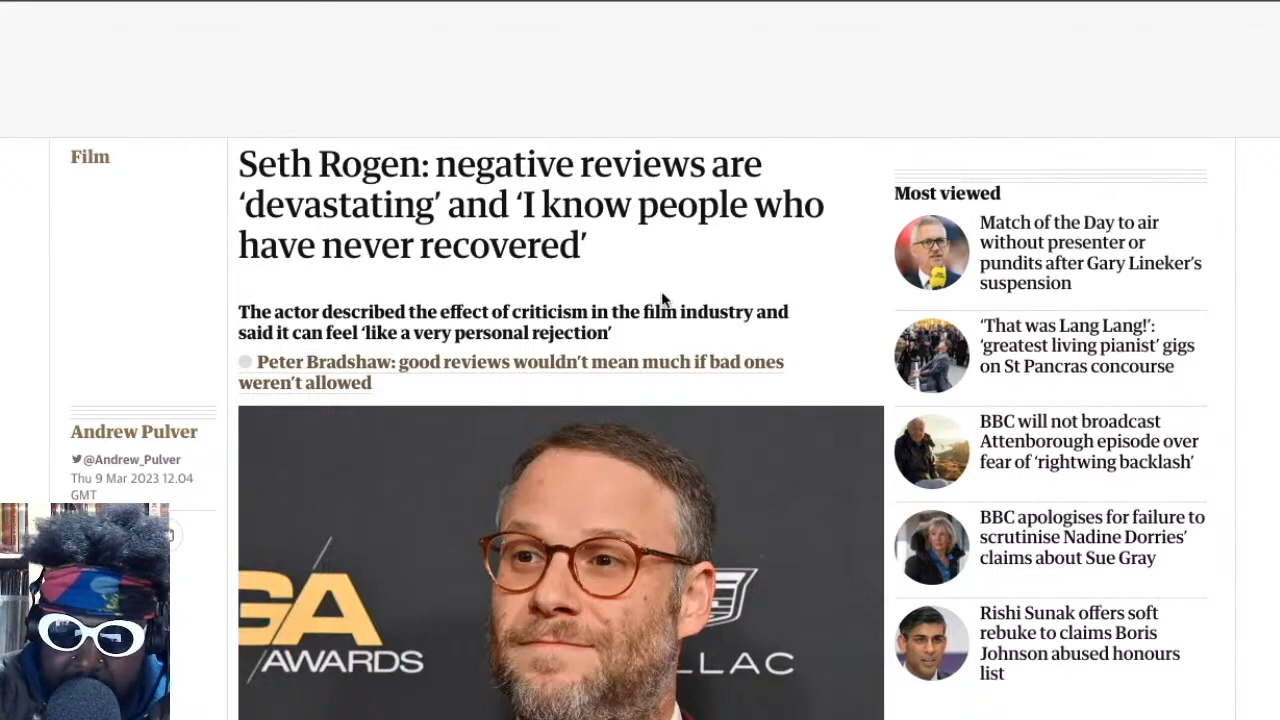 Film
Seth Rogen: negative reviews are
‘devastating’ and ‘I know people who
have never recovered’
The actor described the effect of criticism in the film industry and
said it can feel ‘like a very personal rejection’
Peter Bradshaw: good reviews wouldn’t mean much if bad ones
weren’t allowed
Andrew Pulver
@Andrew_Pulver
Thu 9 Mar 2023 12.04
GMT
GA
AWARDS
LLAC
Most viewed
Match of the Day to air
without presenter or
pundits after Gary Lineker’s
suspension
‘That was Lang Lang!’:
‘greatest living pianist’ gigs
on St Pancras concourse
BBC will not broadcast
Attenborough episode over
fear of ‘rightwing backlash’
BBC apologises for failure to
scrutinise Nadine Dorries’
claims about Sue Gray
Rishi Sunak offers soft
rebuke to claims Boris
Johnson abused honours
list